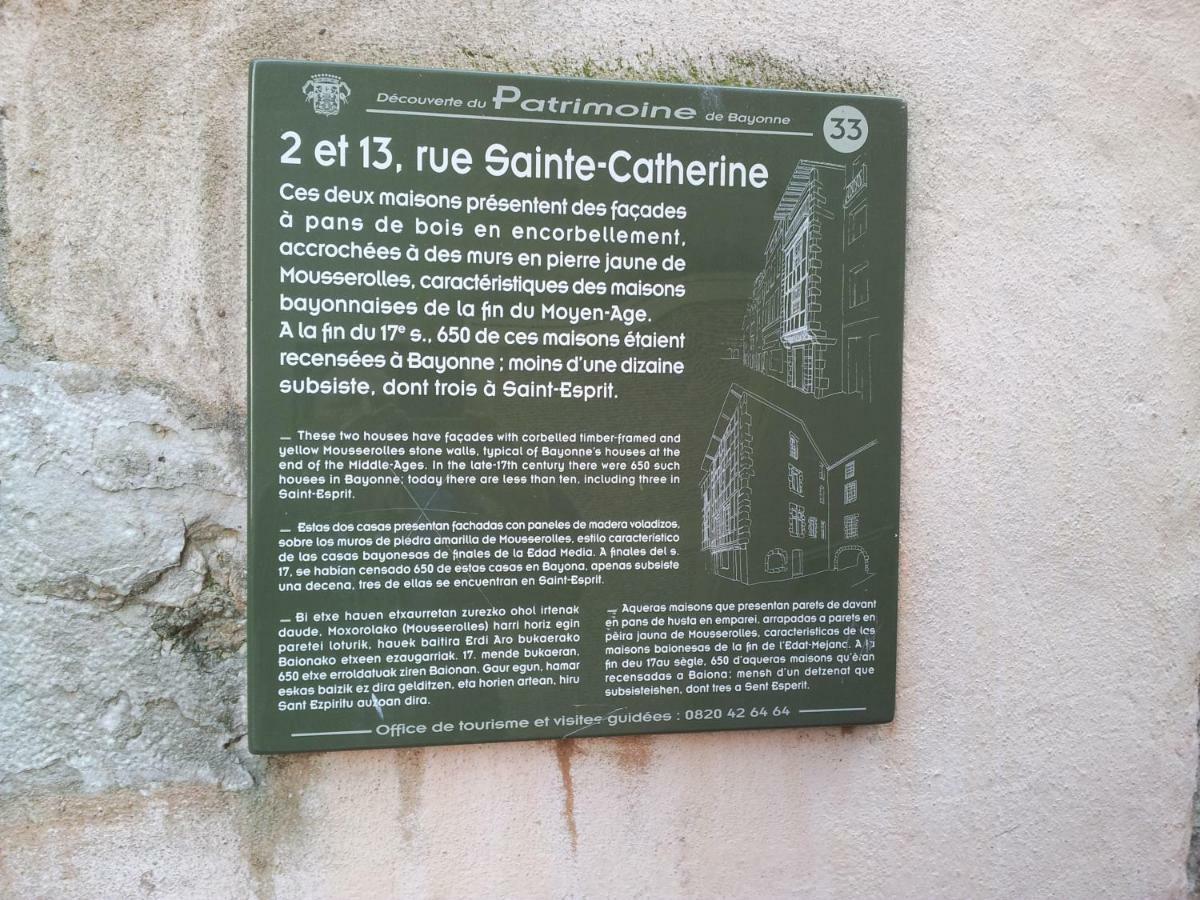 Découverte du Patrimoine de Bayonne
33
2 et 13, rue Sainte-Catherine
Ces deux maisons présentent des façades
à pans de bois en encorbellement,
accrochées à des murs en pierre jaune de
Mousserolles, caractéristiques des maisons
bayonnaises de la fin du Moyen-Age.
A la fin du 17e s., 650 de ces maisons étaient
recensées à Bayonne ; moins d'une dizaine
subsiste, dont trois à Saint-Esprit.
— These two houses have façades with corbelled timber-framed and
yellow Mousserolles stone walls, typical of Bayonne's houses at the
end of the Middle-Ages. In the late-17th century there were 650 such
houses in Bayonne; today there are less than ten, including three in
Saint-Esprit.
— Estas dos casas presentan fachadas con paneles de madera voladizos,
sobre los muros de piedra amarilla de Mousserolles, estilo característico
de las casas bayonesas de finales de la Edad Media. A finales del s.
17, se habían censado 650 de estas casas en Bayona, apenas subsiste
una decena, tres de ellas se encuentran en Saint-Esprit.
— Bi etxe hauen etxaurretan zurezko ohol irtenak
daude, Moxorolako (Mousserolles) harri horiz egin
paretei loturik, hauek baitira Erdi Aro bukaerako
Baionako etxeen ezaugarriak. 17. mende bukaeran,
650 etxe erroldatuak ziren Baionan. Gaur egun, hamar
eskas baizik ez dira gelditzen, eta horien artean, hiru
Sant Ezpiritu auzoan dira.
— Aqueras maisons que presentan parets de davant
en pans de husta en emparei, arrapadas a parets en
pèira jauna de Mousserolles, caracteristicas de las
maisons baionesas de la fin de l'Edat-Mejana. A la
fin deu 17au sègle, 650 d'aqueras maisons qu'èran
recensadas a Baiona; mensh d'un detzenat que
subsisteishen, dont tres a Sent Esperit.
Office de tourisme et visites guidées : 0820 42 64 64